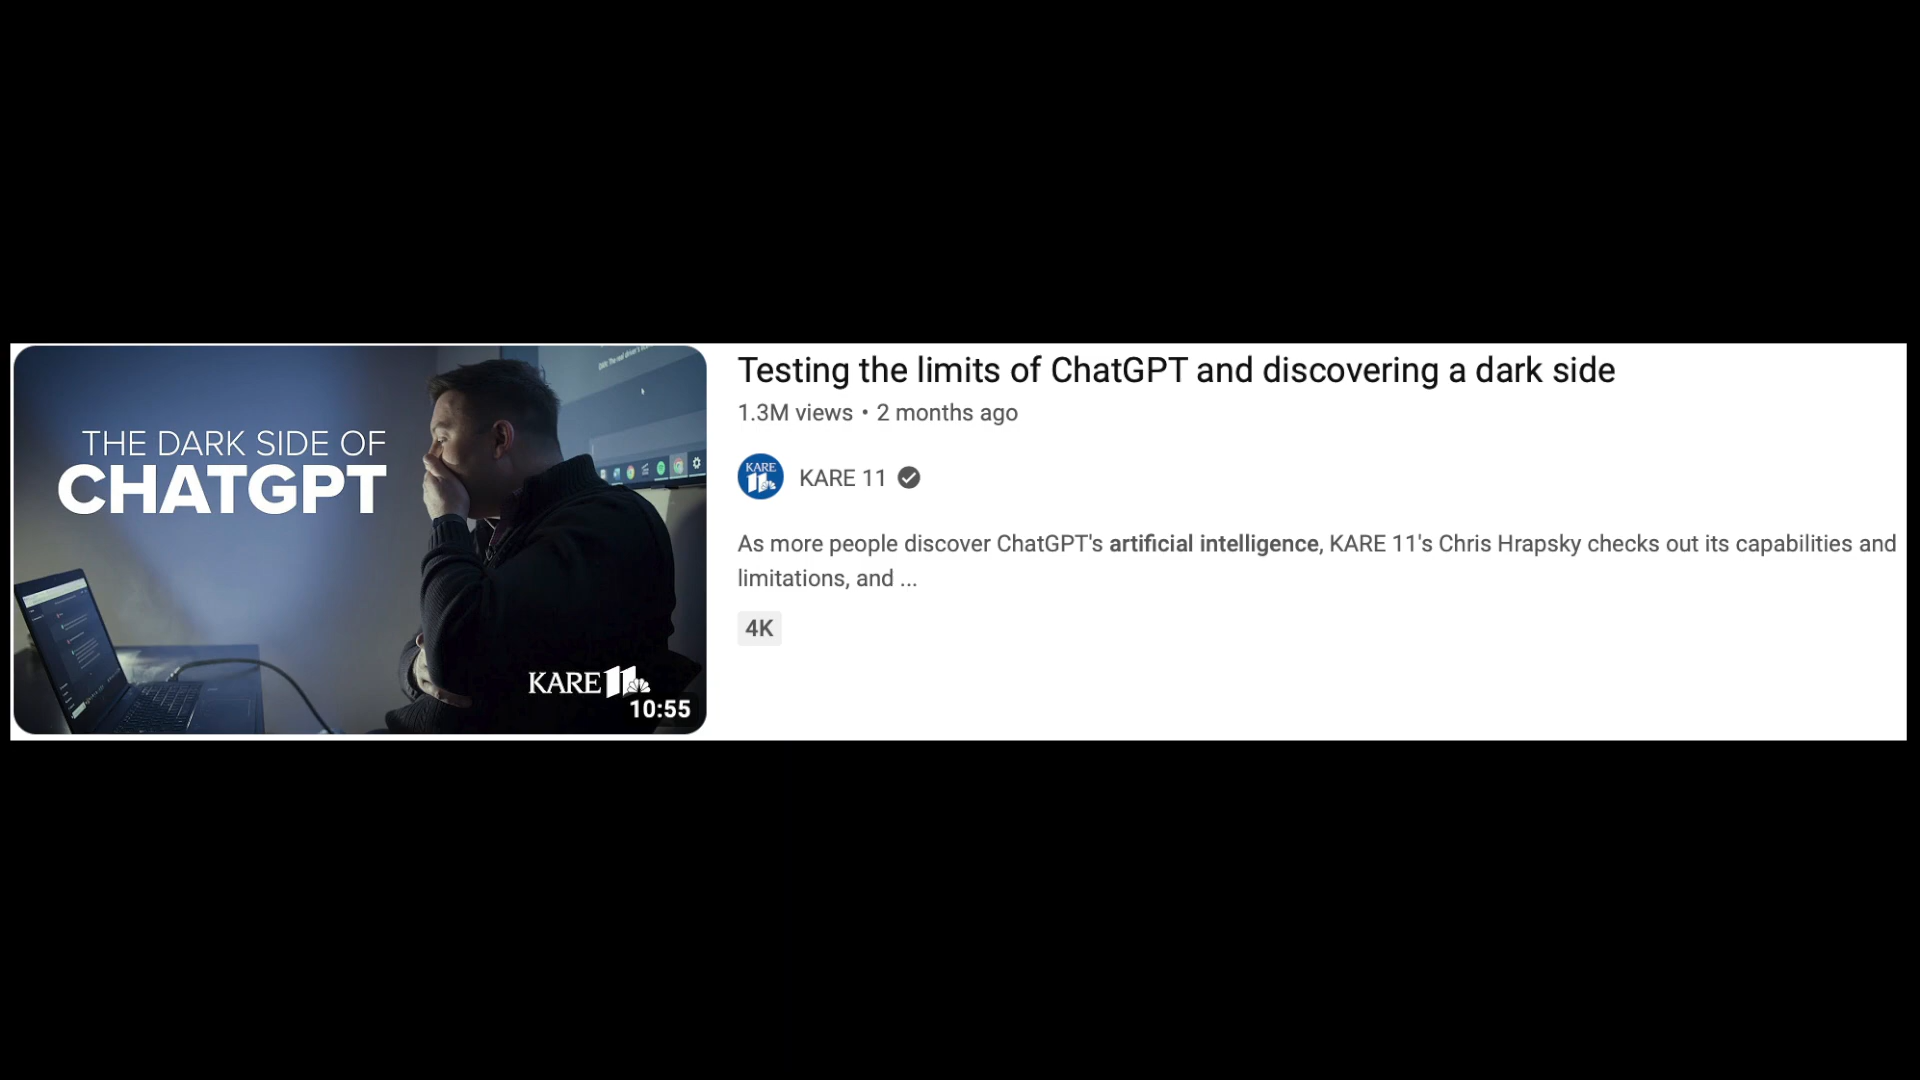 THE DARK SIDE OF
CHATGPT
KARE 11
10:55
Testing the limits of ChatGPT and discovering a dark side
1.3M views • 2 months ago
KARE 11
KARE 11
As more people discover ChatGPT's artificial intelligence, KARE 11's Chris Hrapsky checks out its capabilities and
limitations, and ...
4K